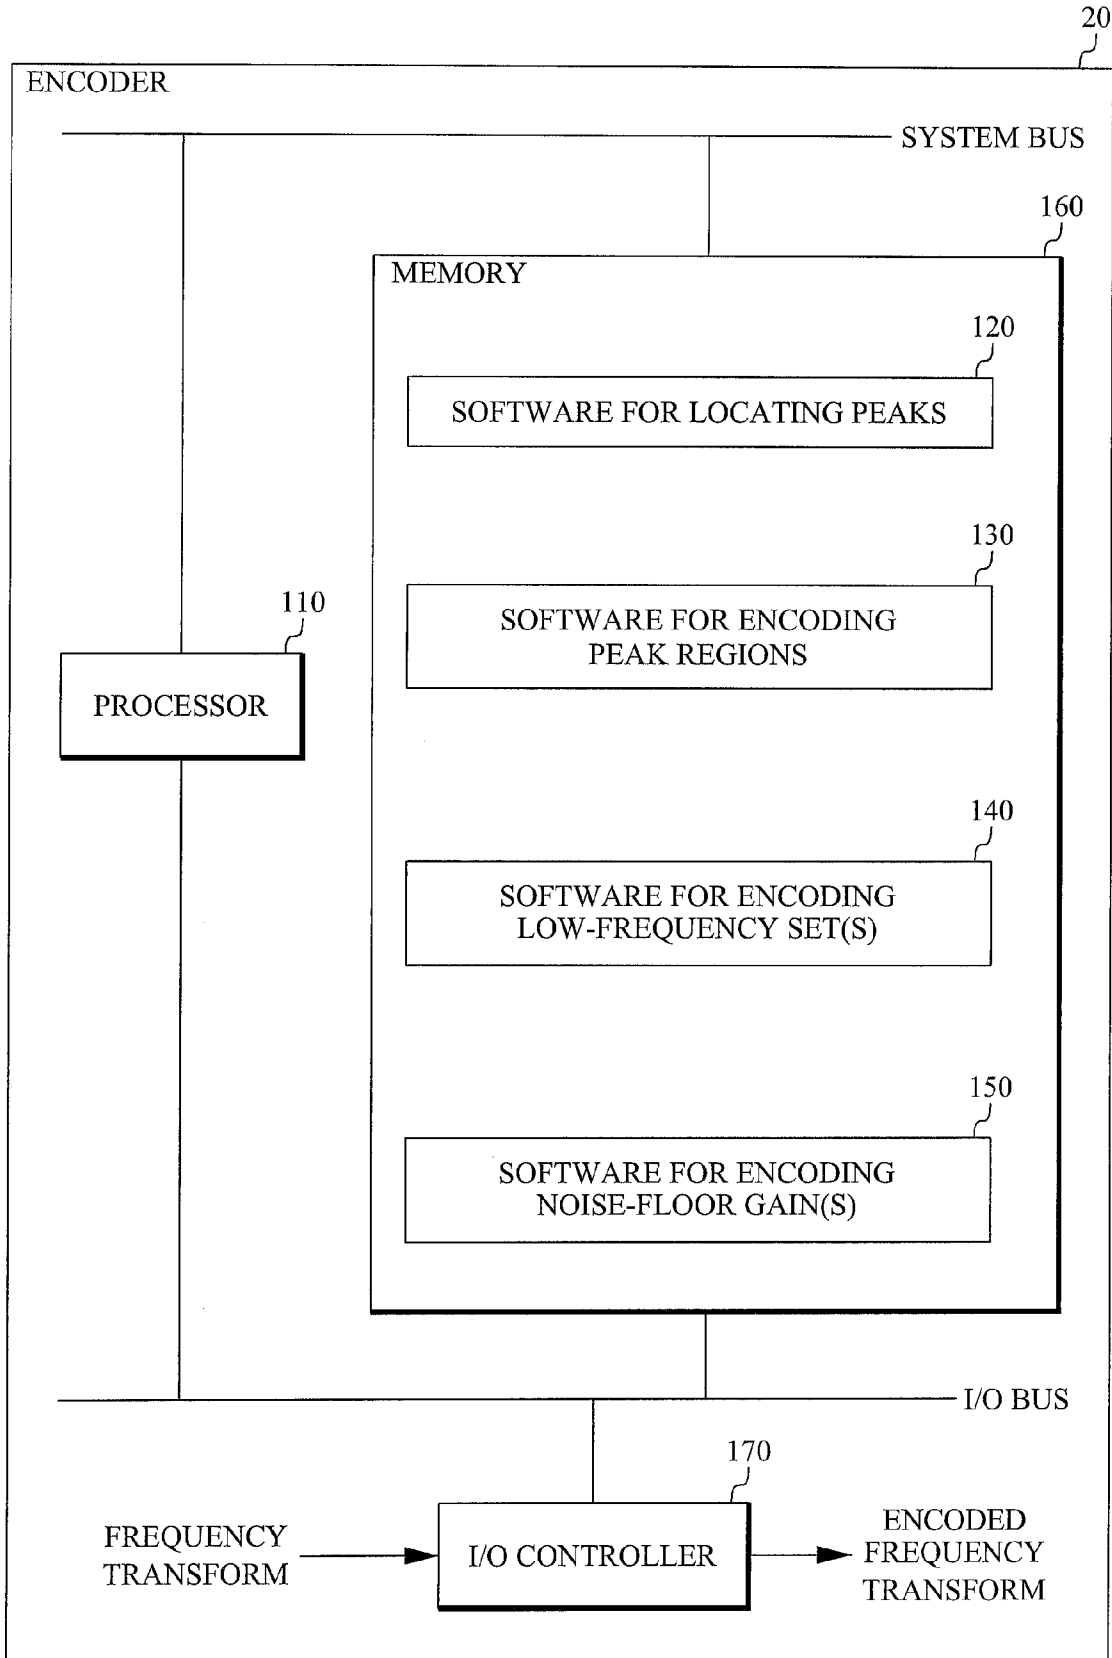 20
ENCODER
SYSTEM BUS
160
MEMORY
120
SOFTWARE FOR LOCATING PEAKS
130
SOFTWARE FOR ENCODING
PEAK REGIONS
110
PROCESSOR
140
SOFTWARE FOR ENCODING
LOW-FREQUENCY SET(S)
150
SOFTWARE FOR ENCODING
NOISE-FLOOR GAIN(S)
I/O BUS
170
FREQUENCY
TRANSFORM
I/O CONTROLLER
ENCODED
FREQUENCY
TRANSFORM